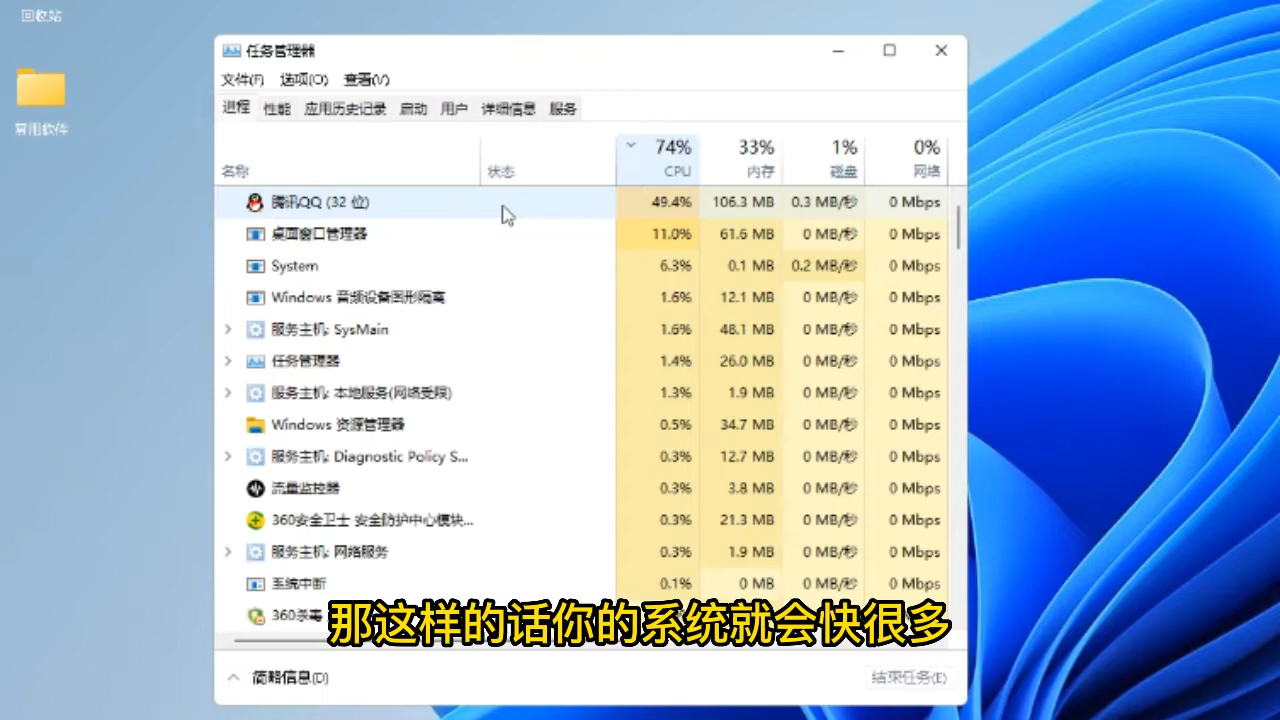 回收站
常用软件
任务管理器
文件(F) 选项(O) 查看(V)
进程 性能 应用历史记录 启动 用户 详细信息 服务
74% 33% 1% 0%
名称 状态 CPU 内存 磁盘 网络
腾讯QQ (32 位) 49.4% 106.3 MB 0.3 MB/秒 0 Mbps
桌面窗口管理器 11.0% 61.6 MB 0 MB/秒 0 Mbps
System 6.3% 0.1 MB 0.2 MB/秒 0 Mbps
Windows 音频设备图形隔离 1.6% 12.1 MB 0 MB/秒 0 Mbps
服务主机: SysMain 1.6% 48.1 MB 0 MB/秒 0 Mbps
任务管理器 1.4% 26.0 MB 0 MB/秒 0 Mbps
服务主机: 本地服务(网络受限) 1.3% 1.9 MB 0 MB/秒 0 Mbps
Windows 资源管理器 0.5% 34.7 MB 0 MB/秒 0 Mbps
服务主机: Diagnostic Policy S... 0.3% 12.7 MB 0 MB/秒 0 Mbps
流量监控器 0.3% 3.8 MB 0 MB/秒 0 Mbps
360安全卫士 安全防护中心模块... 0.3% 21.3 MB 0 MB/秒 0 Mbps
服务主机: 网络服务 0.3% 1.9 MB 0 MB/秒 0 Mbps
系统中断 0.1% 0 MB 0 MB/秒 0 Mbps
360杀毒
那这样的话你的系统就会快很多
简略信息(D) 结束任务(E)